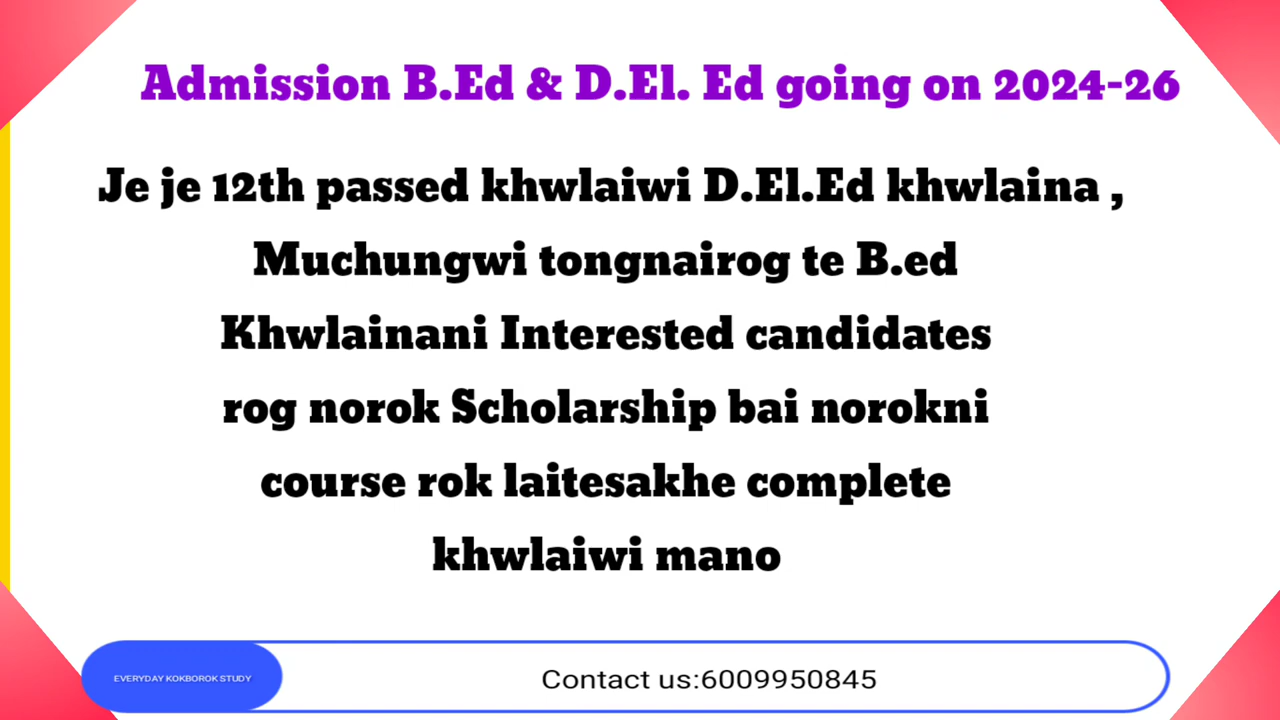 Admission B.Ed & D.El. Ed going on 2024-26
Je je 12th passed khwlaiwi D.El.Ed khwlaina ,
Muchungwi tongnairog te B.ed
Khwlainani Interested candidates
rog norok Scholarship bai norokni
course rok laitesakhe complete
khwlaiwi mano
EVERYDAY KOKBOROK STUDY
Contact us:6009950845